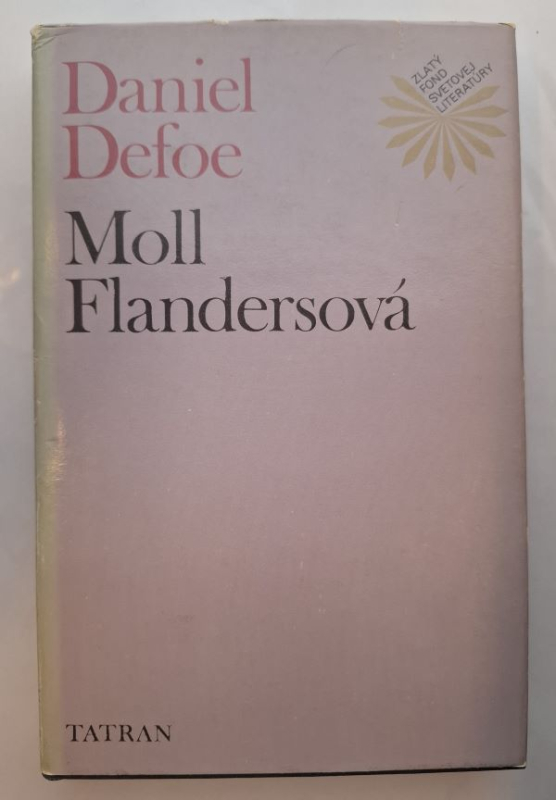 Daniel
Defoe
ZLATÝ
FOND
SVETOVEJ
LITERATÚRY
Moll
Flandersová
TATRAN